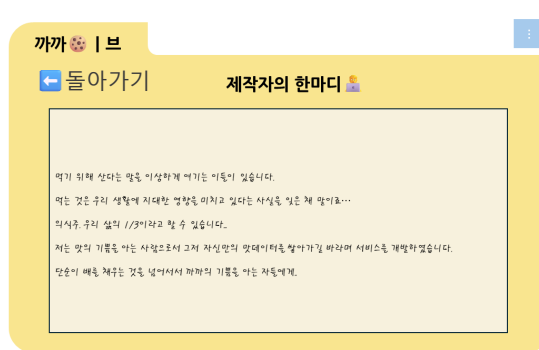 까까🍪ㅣ브
⬅️돌아가기
제작자의 한마디
먹기 위해 산다는 말을 이상하게 여기는 이들이 있습니다.
먹는 것은 우리 생활에 지대한 영향을 미치고 있다는 사실을 잊은 채 말이죠…
의식주. 우리 삶의 1/3이라고 할 수 있습니다.
저는 맛의 기쁨을 아는 사람으로서 그저 자신만의 맛데이터를 쌓아가길 바라며 서비스를 개발하였습니다.
단순이 배를 채우는 것을 넘어서서 까까의 기쁨을 아는 자들에게.